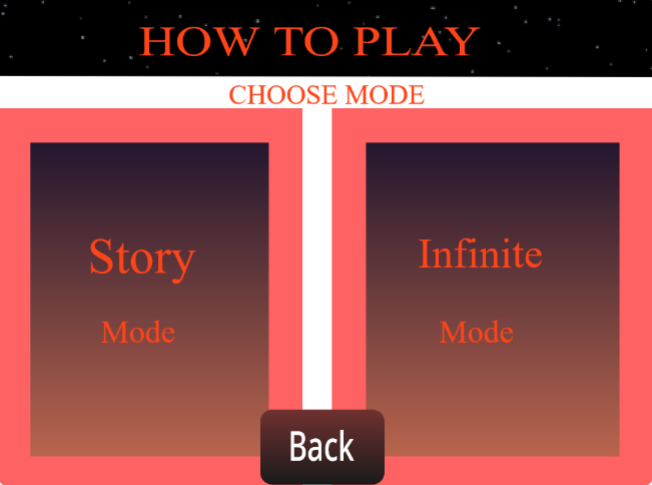 HOW TO PLAY
CHOOSE MODE
Story
Mode
Infinite
Mode
Back